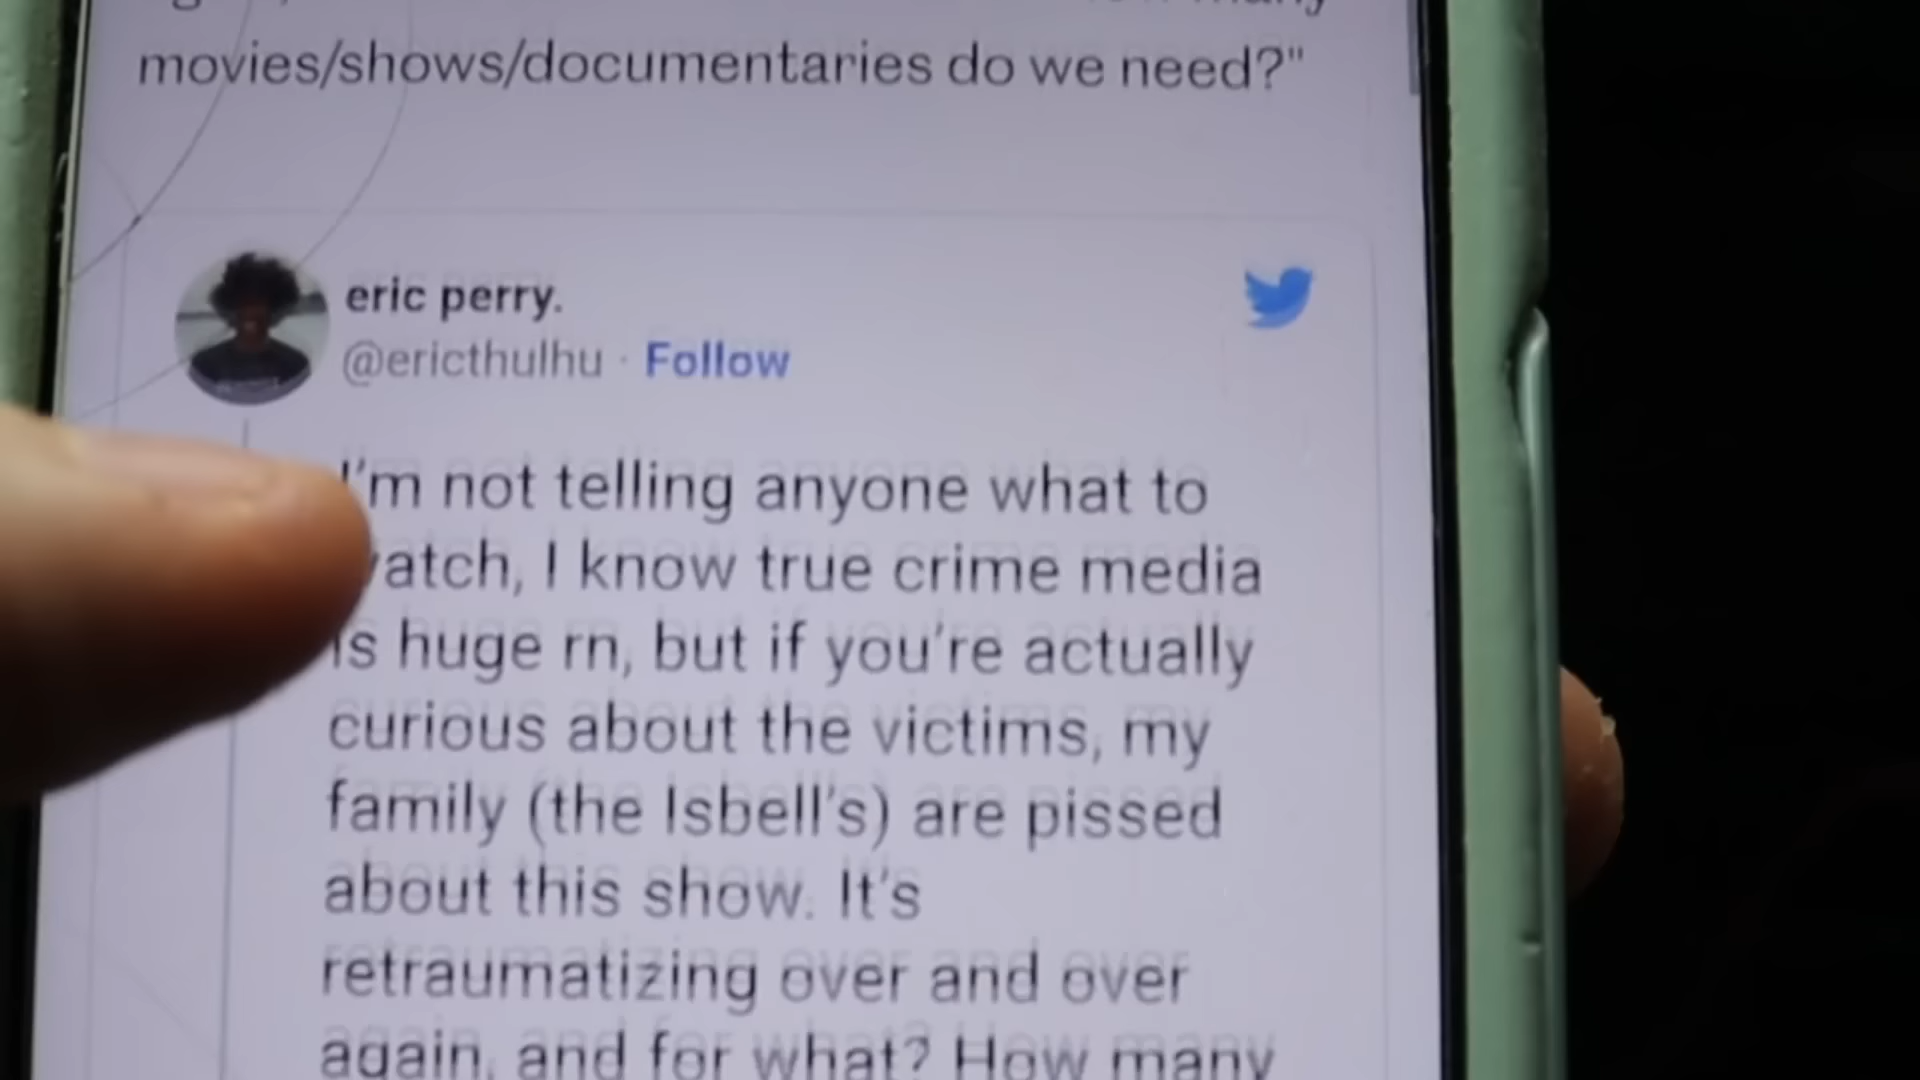 movies/shows/documentaries do we need?"
eric perry.
@ericthulhu · Follow
I'm not telling anyone what to
watch, I know true crime media
is huge rn, but if you're actually
curious about the victims, my
family (the Isbell's) are pissed
about this show. It's
retraumatizing over and over
again, and for what? How many